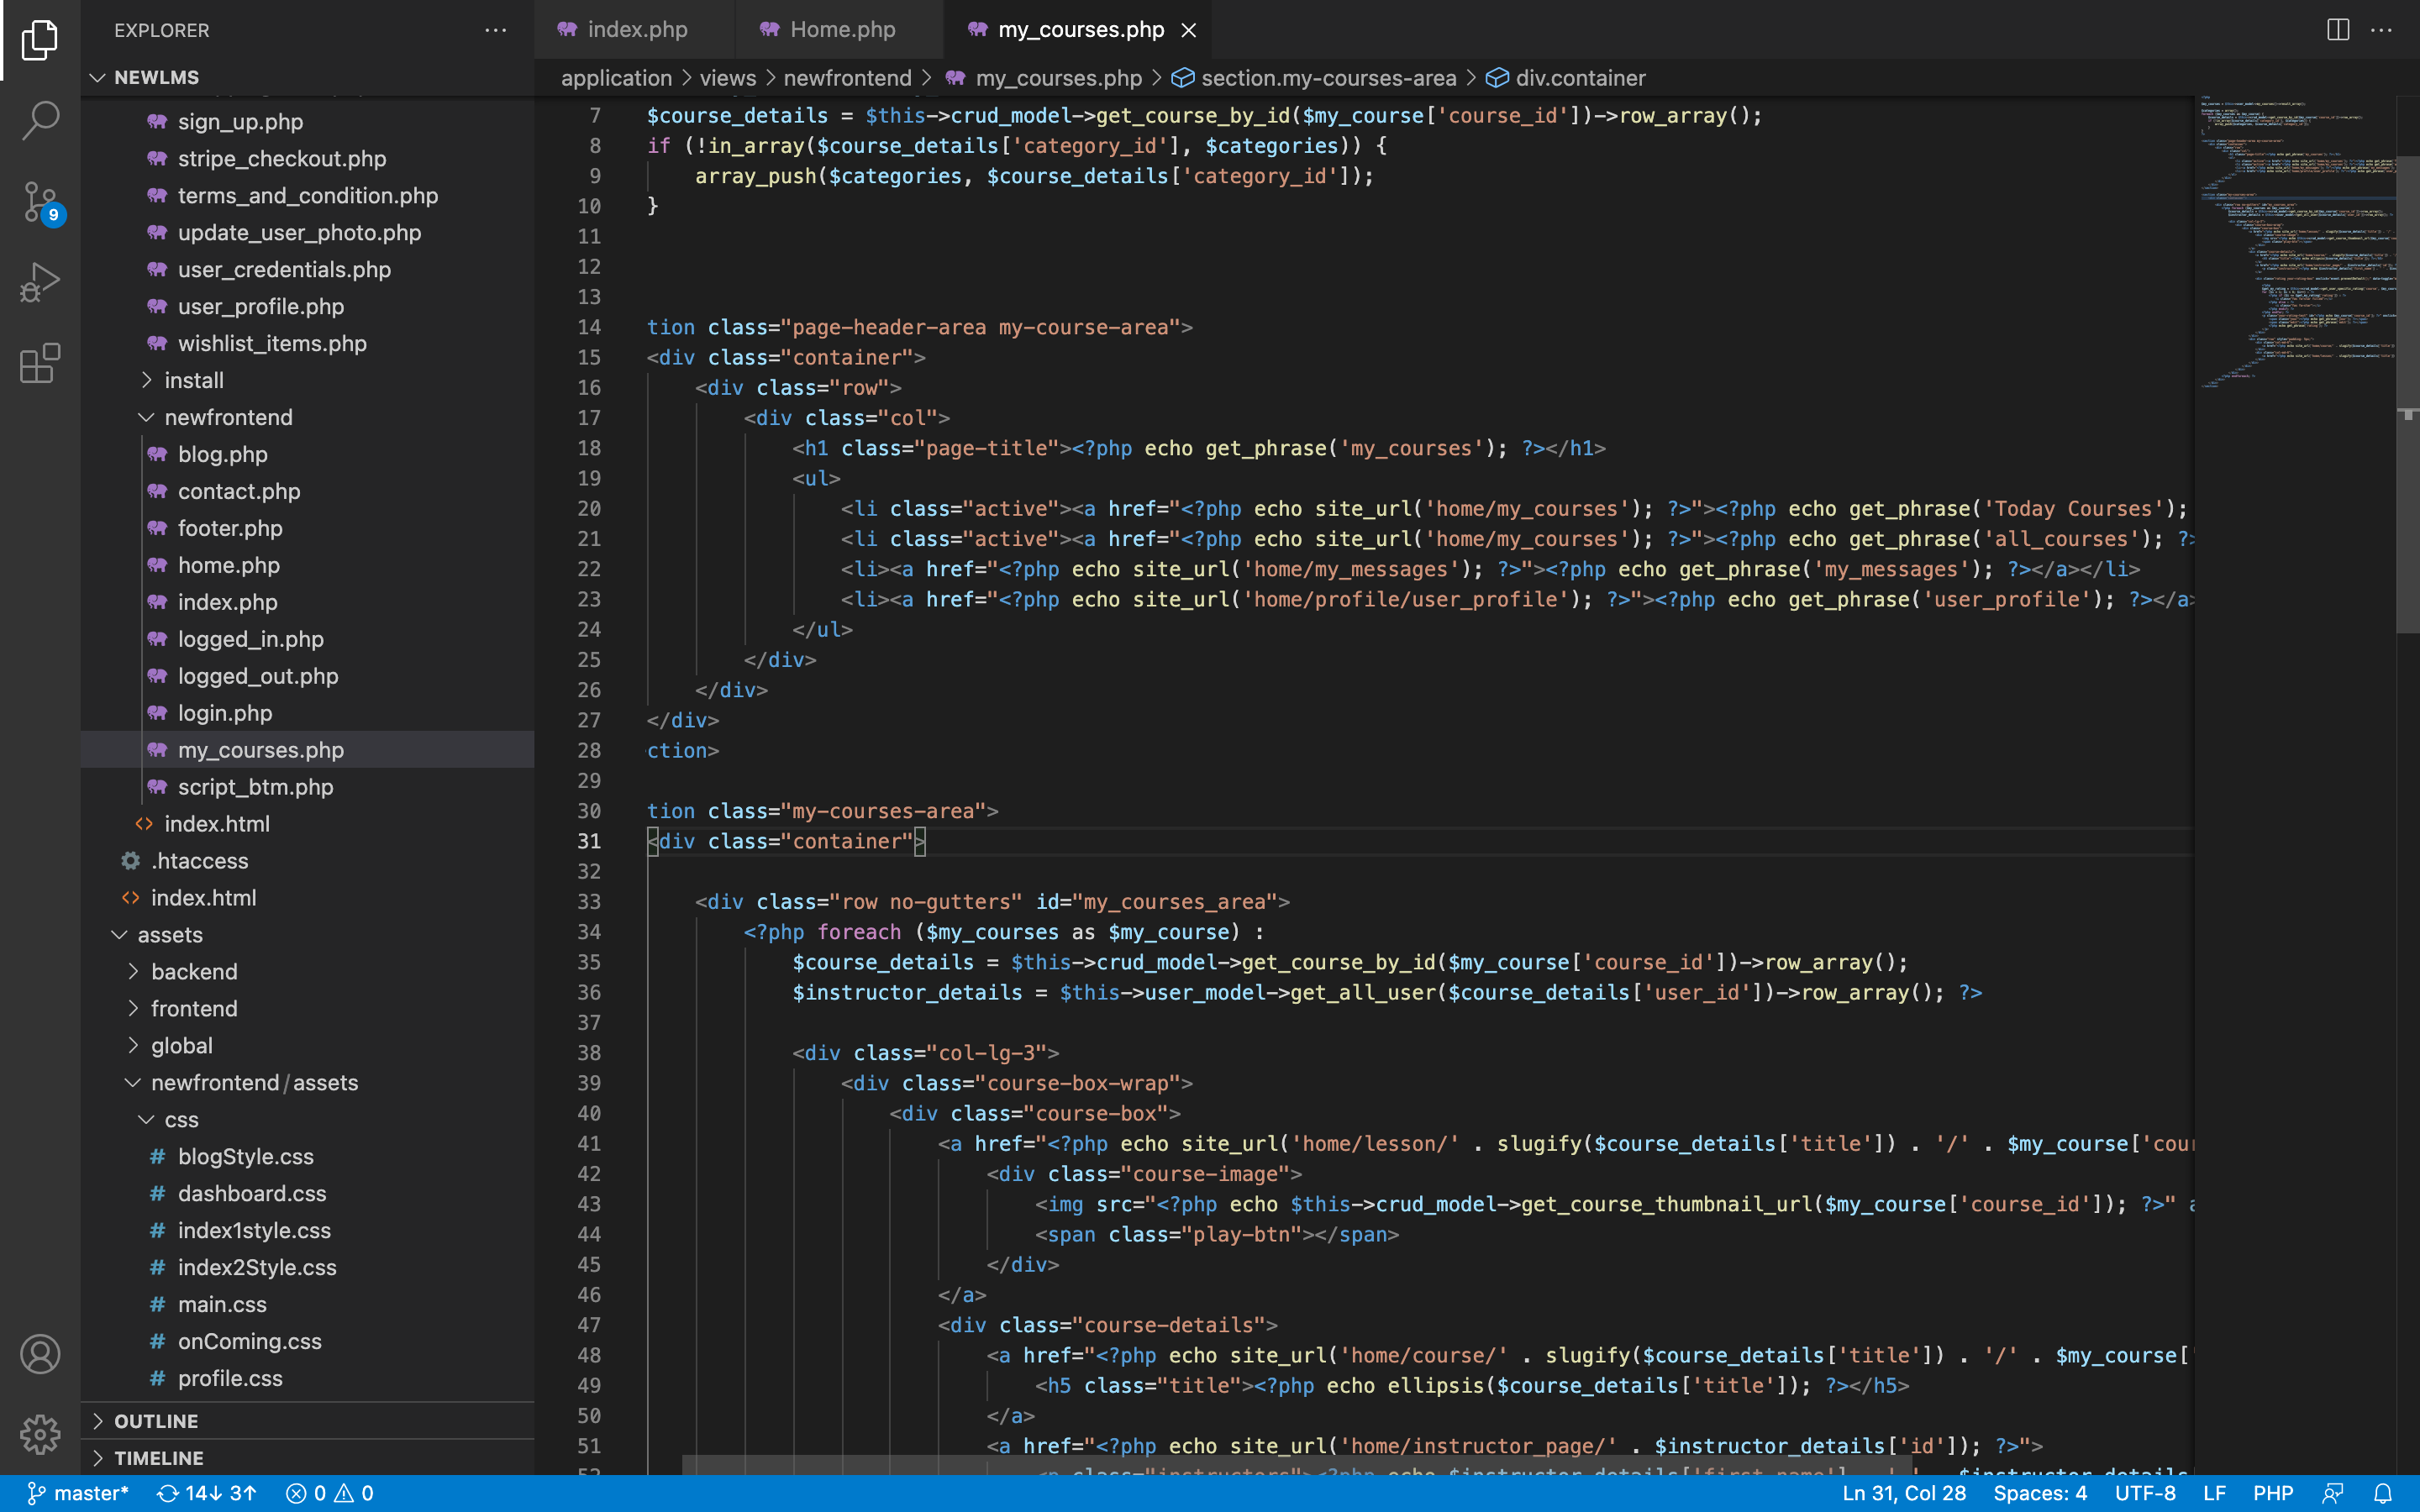 EXPLORER
NEWLMS
sign_up.php
stripe_checkout.php
terms_and_condition.php
update_user_photo.php
user_credentials.php
user_profile.php
wishlist_items.php
install
newfrontend
blog.php
contact.php
footer.php
home.php
index.php
logged_in.php
logged_out.php
login.php
my_courses.php
script_btm.php
<> index.html
.htaccess
<> index.html
assets
backend
frontend
global
newfrontend/assets
css
# blogStyle.css
# dashboard.css
# index1style.css
# index2Style.css
# main.css
# onComing.css
# profile.css
OUTLINE
TIMELINE
9
index.php Home.php my_courses.php
application > views > newfrontend > my_courses.php > section.my-courses-area > div.container
7 $course_details = $this->crud_model->get_course_by_id($my_course['course_id'])->row_array();
8 if (!in_array($course_details['category_id'], $categories)) {
9 array_push($categories, $course_details['category_id']);
10 }
11
12
13
14 tion class="page-header-area my-course-area">
15 <div class="container">
16 <div class="row">
17 <div class="col">
18 <h1 class="page-title"><?php echo get_phrase('my_courses'); ?></h1>
19 <ul>
20 <li class="active"><a href="<?php echo site_url('home/my_courses'); ?>"><?php echo get_phrase('Today Courses');
21 <li class="active"><a href="<?php echo site_url('home/my_courses'); ?>"><?php echo get_phrase('all_courses'); ?>
22 <li><a href="<?php echo site_url('home/my_messages'); ?>"><?php echo get_phrase('my_messages'); ?></a></li>
23 <li><a href="<?php echo site_url('home/profile/user_profile'); ?>"><?php echo get_phrase('user_profile'); ?></a>
24 </ul>
25 </div>
26 </div>
27 </div>
28 ction>
29
30 tion class="my-courses-area">
31 <div class="container">
32
33 <div class="row no-gutters" id="my_courses_area">
34 <?php foreach ($my_courses as $my_course) :
35 $course_details = $this->crud_model->get_course_by_id($my_course['course_id'])->row_array();
36 $instructor_details = $this->user_model->get_all_user($course_details['user_id'])->row_array(); ?>
37
38 <div class="col-lg-3">
39 <div class="course-box-wrap">
40 <div class="course-box">
41 <a href="<?php echo site_url('home/lesson/' . slugify($course_details['title']) . '/' . $my_course['cour
42 <div class="course-image">
43 <img src="<?php echo $this->crud_model->get_course_thumbnail_url($my_course['course_id']); ?>" a
44 <span class="play-btn"></span>
45 </div>
46 </a>
47 <div class="course-details">
48 <a href="<?php echo site_url('home/course/' . slugify($course_details['title']) . '/' . $my_course['
49 <h5 class="title"><?php echo ellipsis($course_details['title']); ?></h5>
50 </a>
51 <a href="<?php echo site_url('home/instructor_page/' . $instructor_details['id']); ?>">
master* 14↓ 3↑ 0 0 Ln 31, Col 28 Spaces: 4 UTF-8 LF PHP